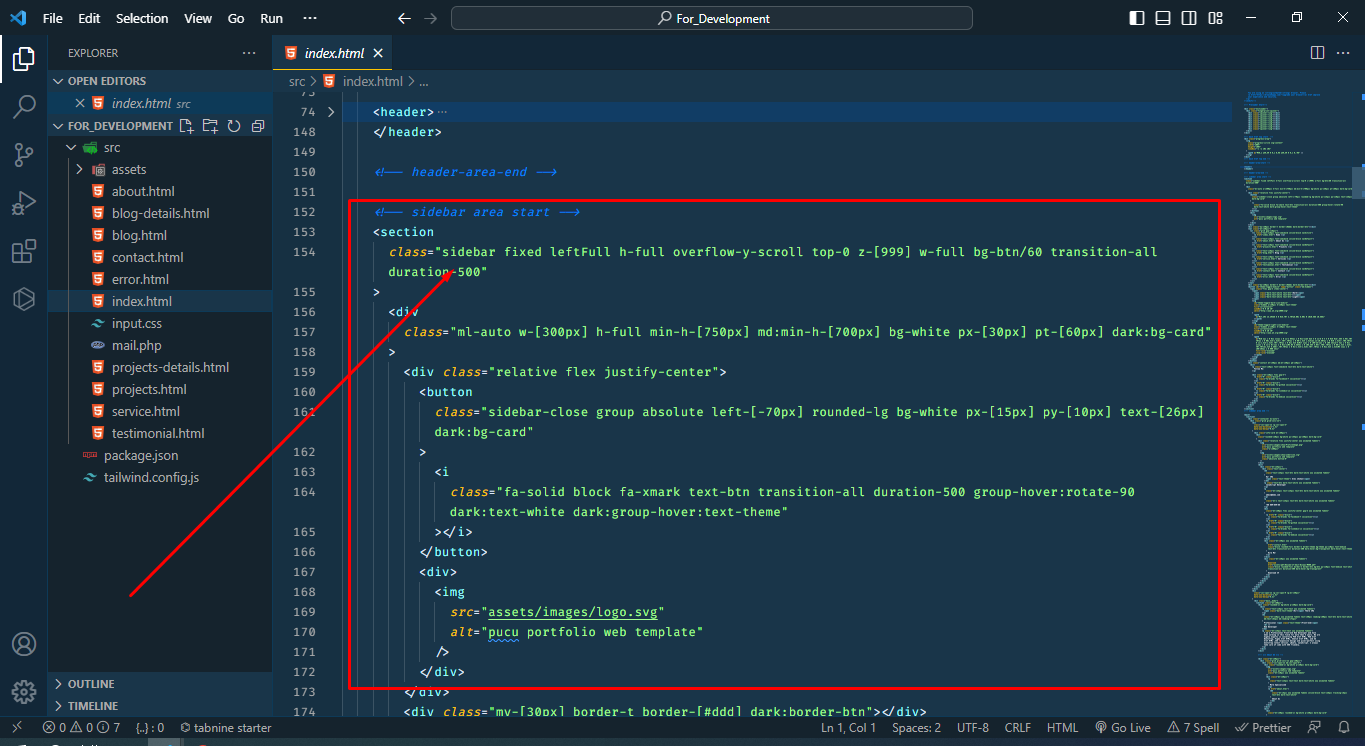 File Edit Selection View Go Run ··· For_Development
EXPLORER ···
OPEN EDITORS
index.html src
FOR_DEVELOPMENT
src
assets
about.html
blog-details.html
blog.html
contact.html
error.html
index.html
input.css
mail.php
projects-details.html
projects.html
service.html
testimonial.html
package.json
tailwind.config.js
OUTLINE
TIMELINE
index.html
src > index.html > ...
73
74 <header>···
148 </header>
149
150 <!-- header-area-end -->
151
152 <!-- sidebar area start -->
153 <section
154 class="sidebar fixed leftFull h-full overflow-y-scroll top-0 z-[999] w-full bg-btn/60 transition-all
duration-500"
155 >
156 <div
157 class="ml-auto w-[300px] h-full min-h-[750px] md:min-h-[700px] bg-white px-[30px] pt-[60px] dark:bg-card"
158 >
159 <div class="relative flex justify-center">
160 <button
161 class="sidebar-close group absolute left-[-70px] rounded-lg bg-white px-[15px] py-[10px] text-[26px]
dark:bg-card"
162 >
163 <i
164 class="fa-solid block fa-xmark text-btn transition-all duration-500 group-hover:rotate-90
dark:text-white dark:group-hover:text-theme"
165 ></i>
166 </button>
167 <div>
168 <img
169 src="assets/images/logo.svg"
170 alt="pucu portfolio web template"
171 />
172 </div>
173 </div>
174 <div class="my-[30px] border-t border-[#ddd] dark:border-btn"></div>
0 0 7 {..} : 0 tabnine starter Ln 1, Col 1 Spaces: 2 UTF-8 CRLF HTML Go Live 7 Spell Prettier